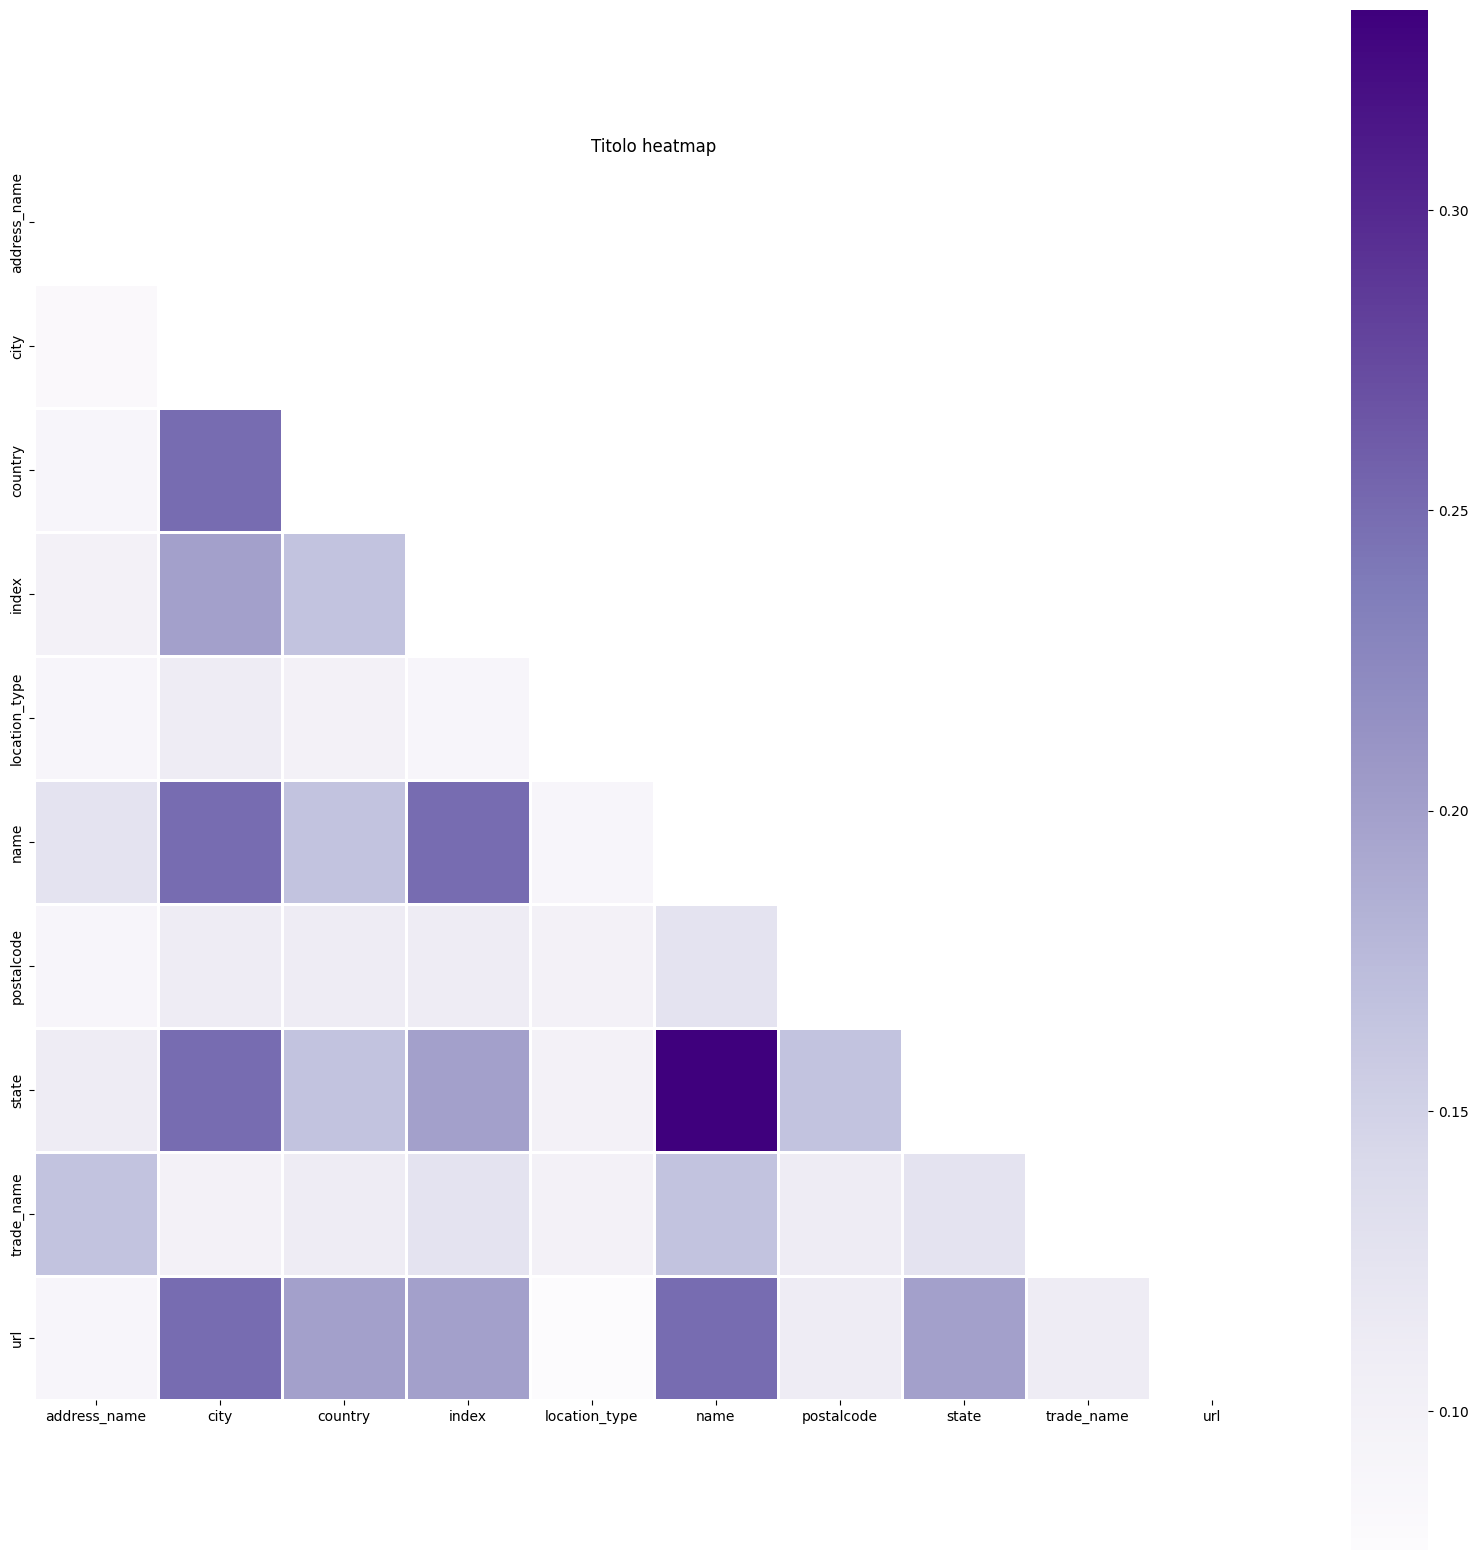 Titolo heatmap
address_name
city
country
index
location_type
name
postalcode
state
trade_name
url
address_name city country index location_type name postalcode state trade_name url
0.30
0.25
0.20
0.15
0.10